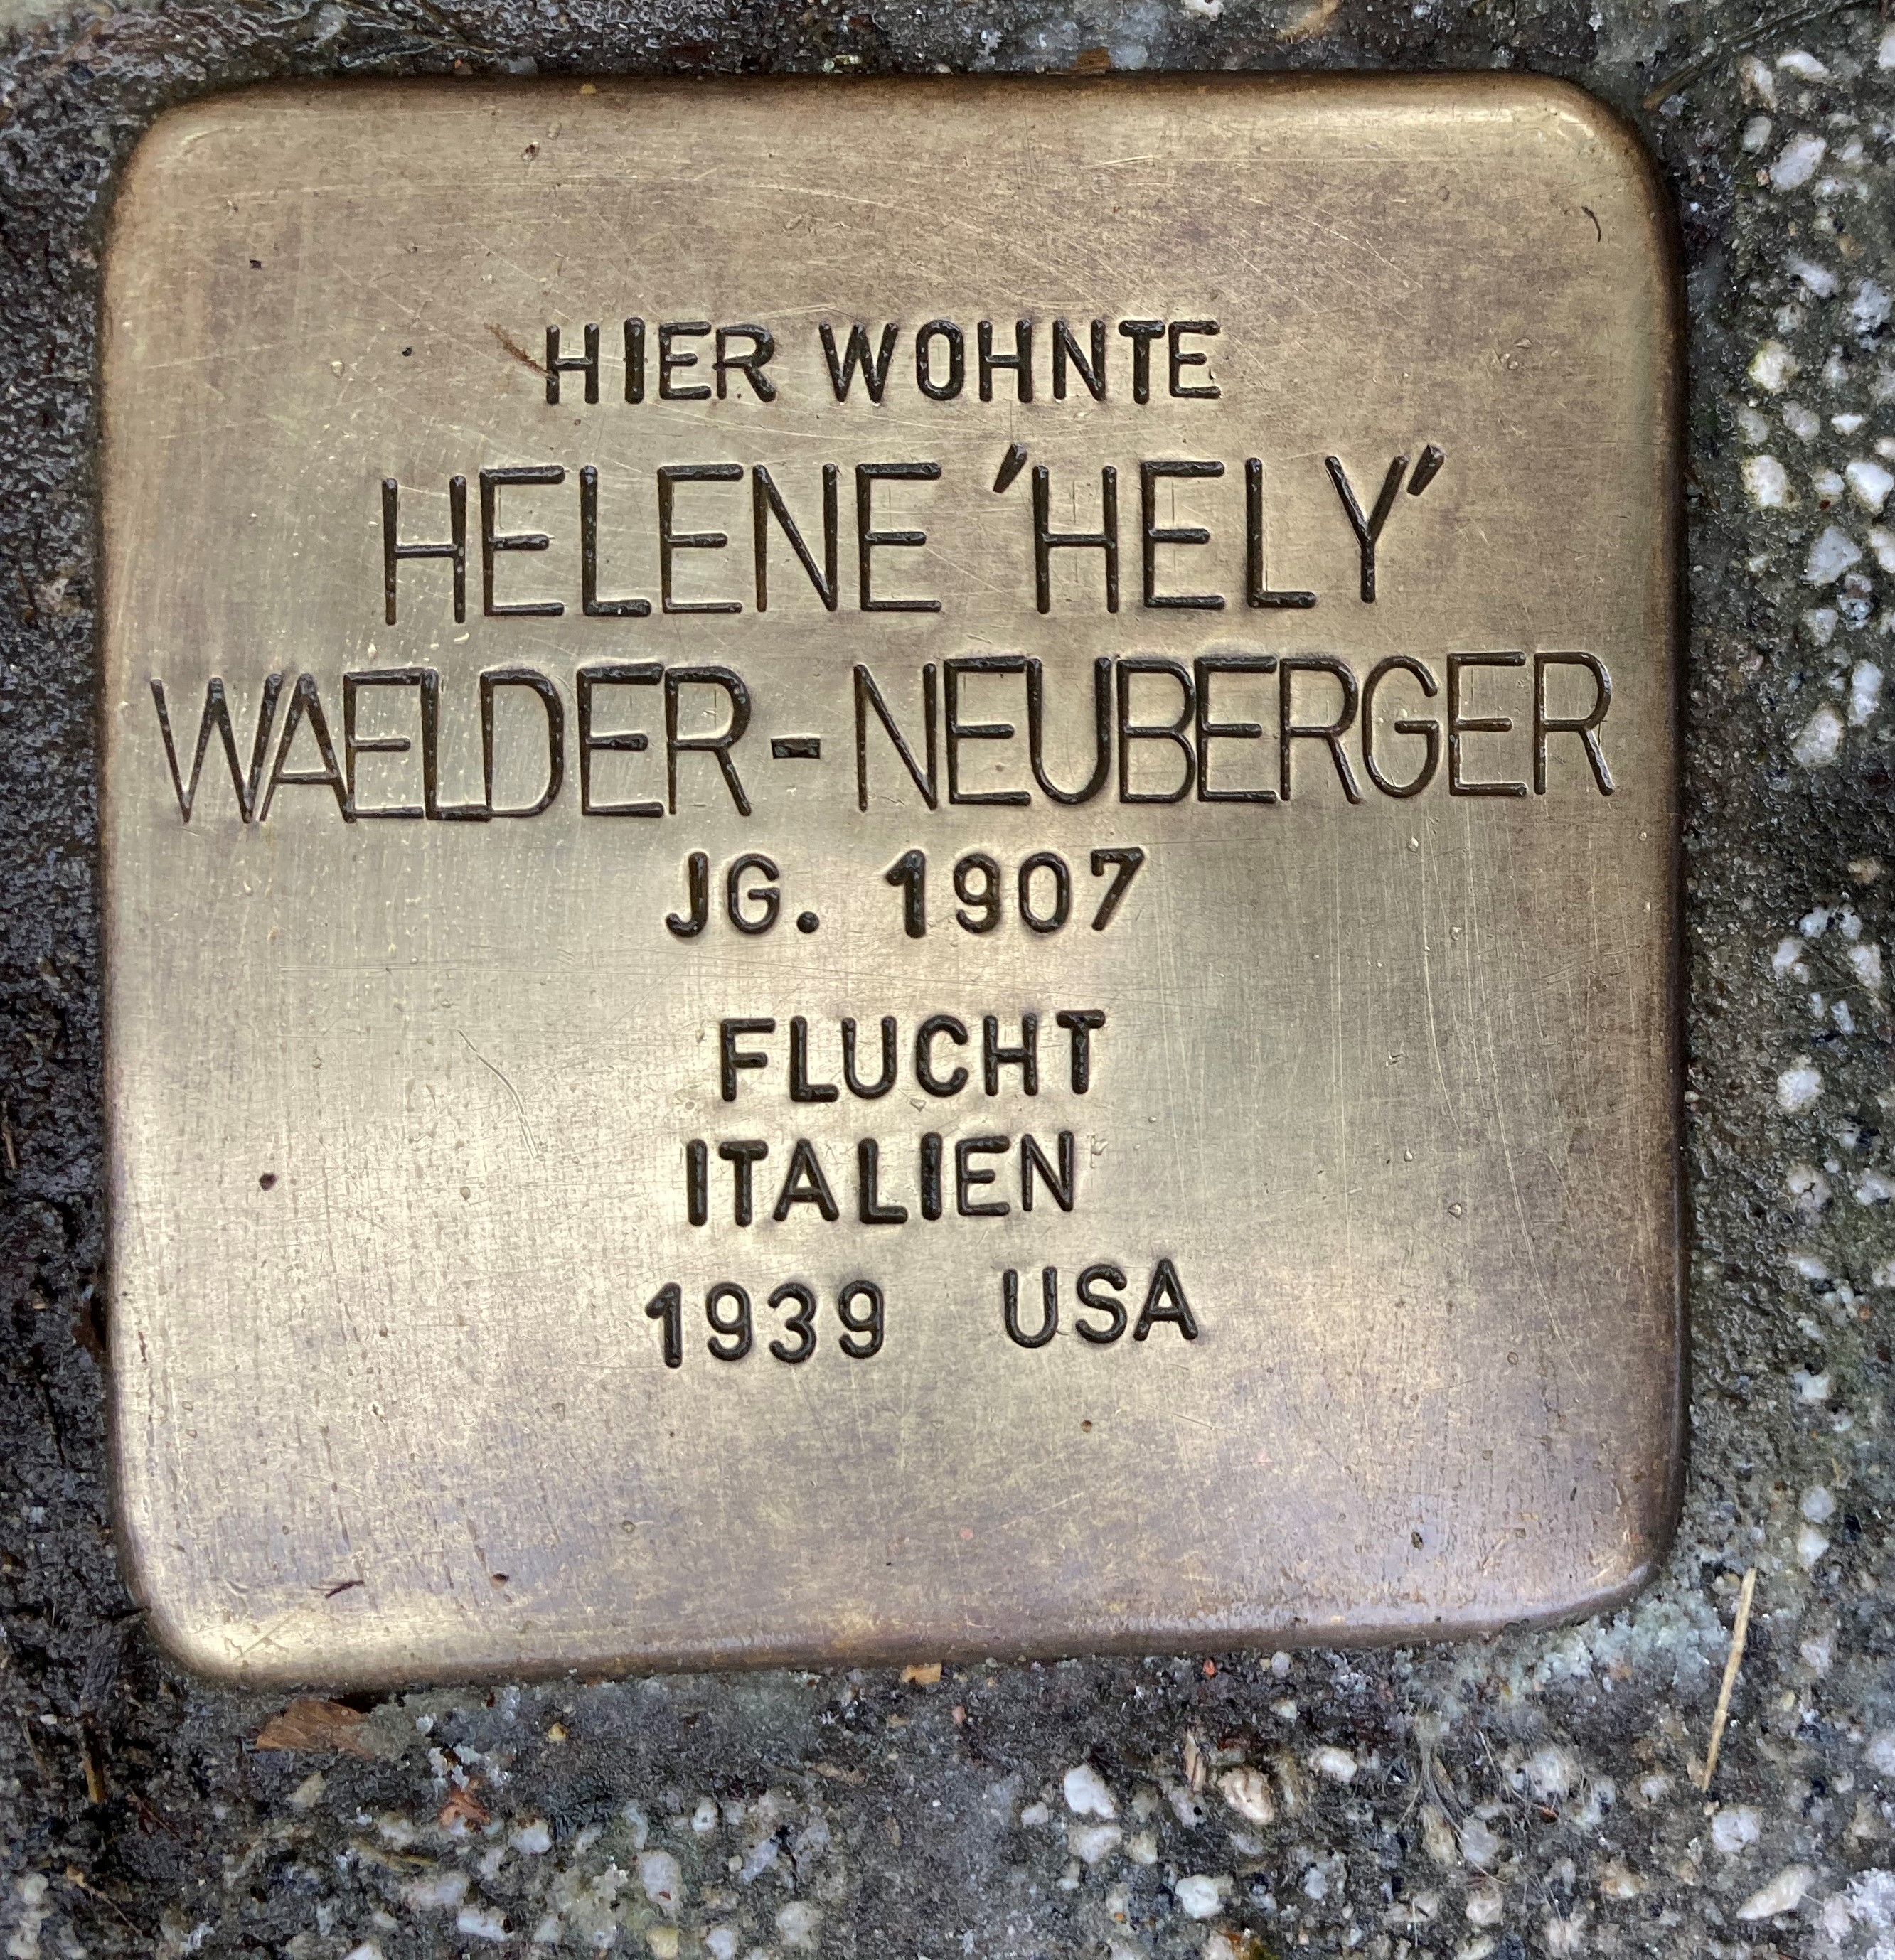 HIER WOHNTE
HELENE 'HELY'
WAELDER-NEUBERGER
JG. 1907
FLUCHT
ITALIEN
1939 USA